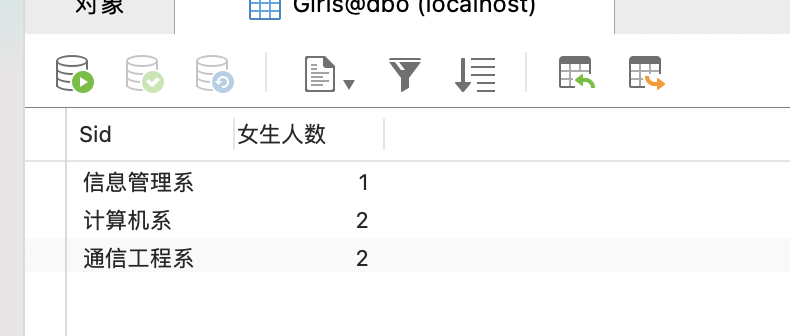 对象 Girls@dbo (localhost)
Sid 女生人数
信息管理系 1
计算机系 2
通信工程系 2